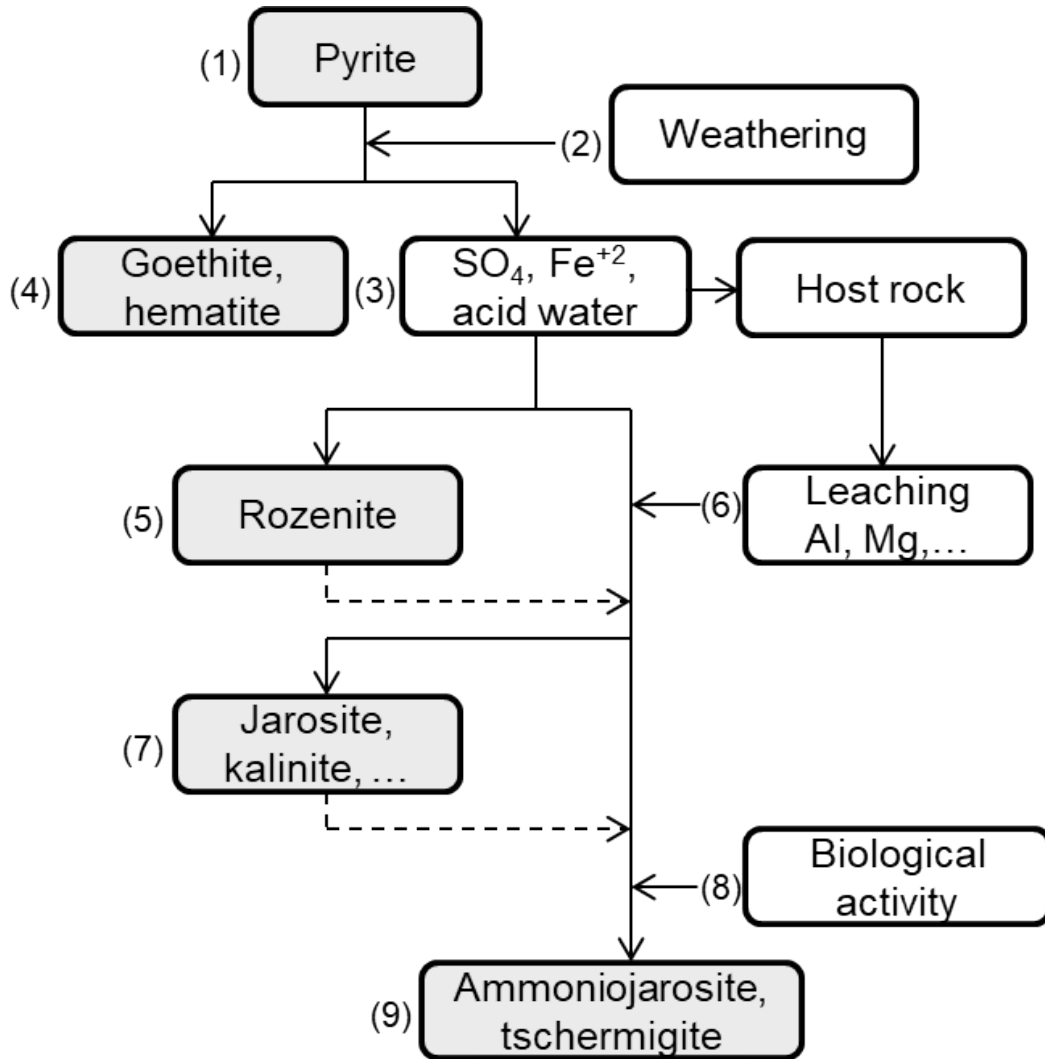 (1)
Pyrite
(2)
Weathering
(4)
Goethite,
hematite
(3)
SO₄, Fe⁺²,
acid water
Host rock
(5)
Rozenite
(6)
Leaching
Al, Mg,…
(7)
Jarosite,
kalinite, …
(8)
Biological
activity
(9)
Ammoniojarosite,
tschermigite